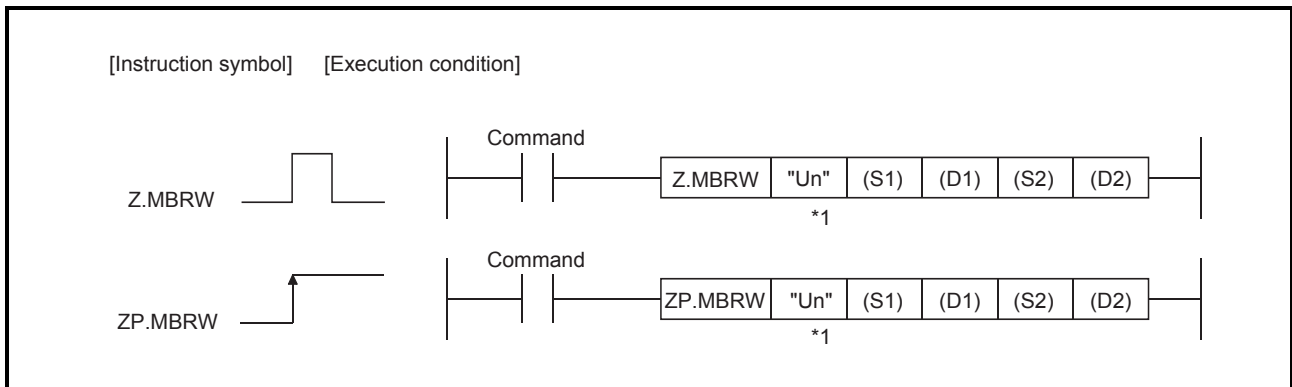 [Instruction symbol] [Execution condition]
Command
Z.MBRW Z.MBRW "Un" (S1) (D1) (S2) (D2)
*1
Command
ZP.MBRW ZP.MBRW "Un" (S1) (D1) (S2) (D2)
*1